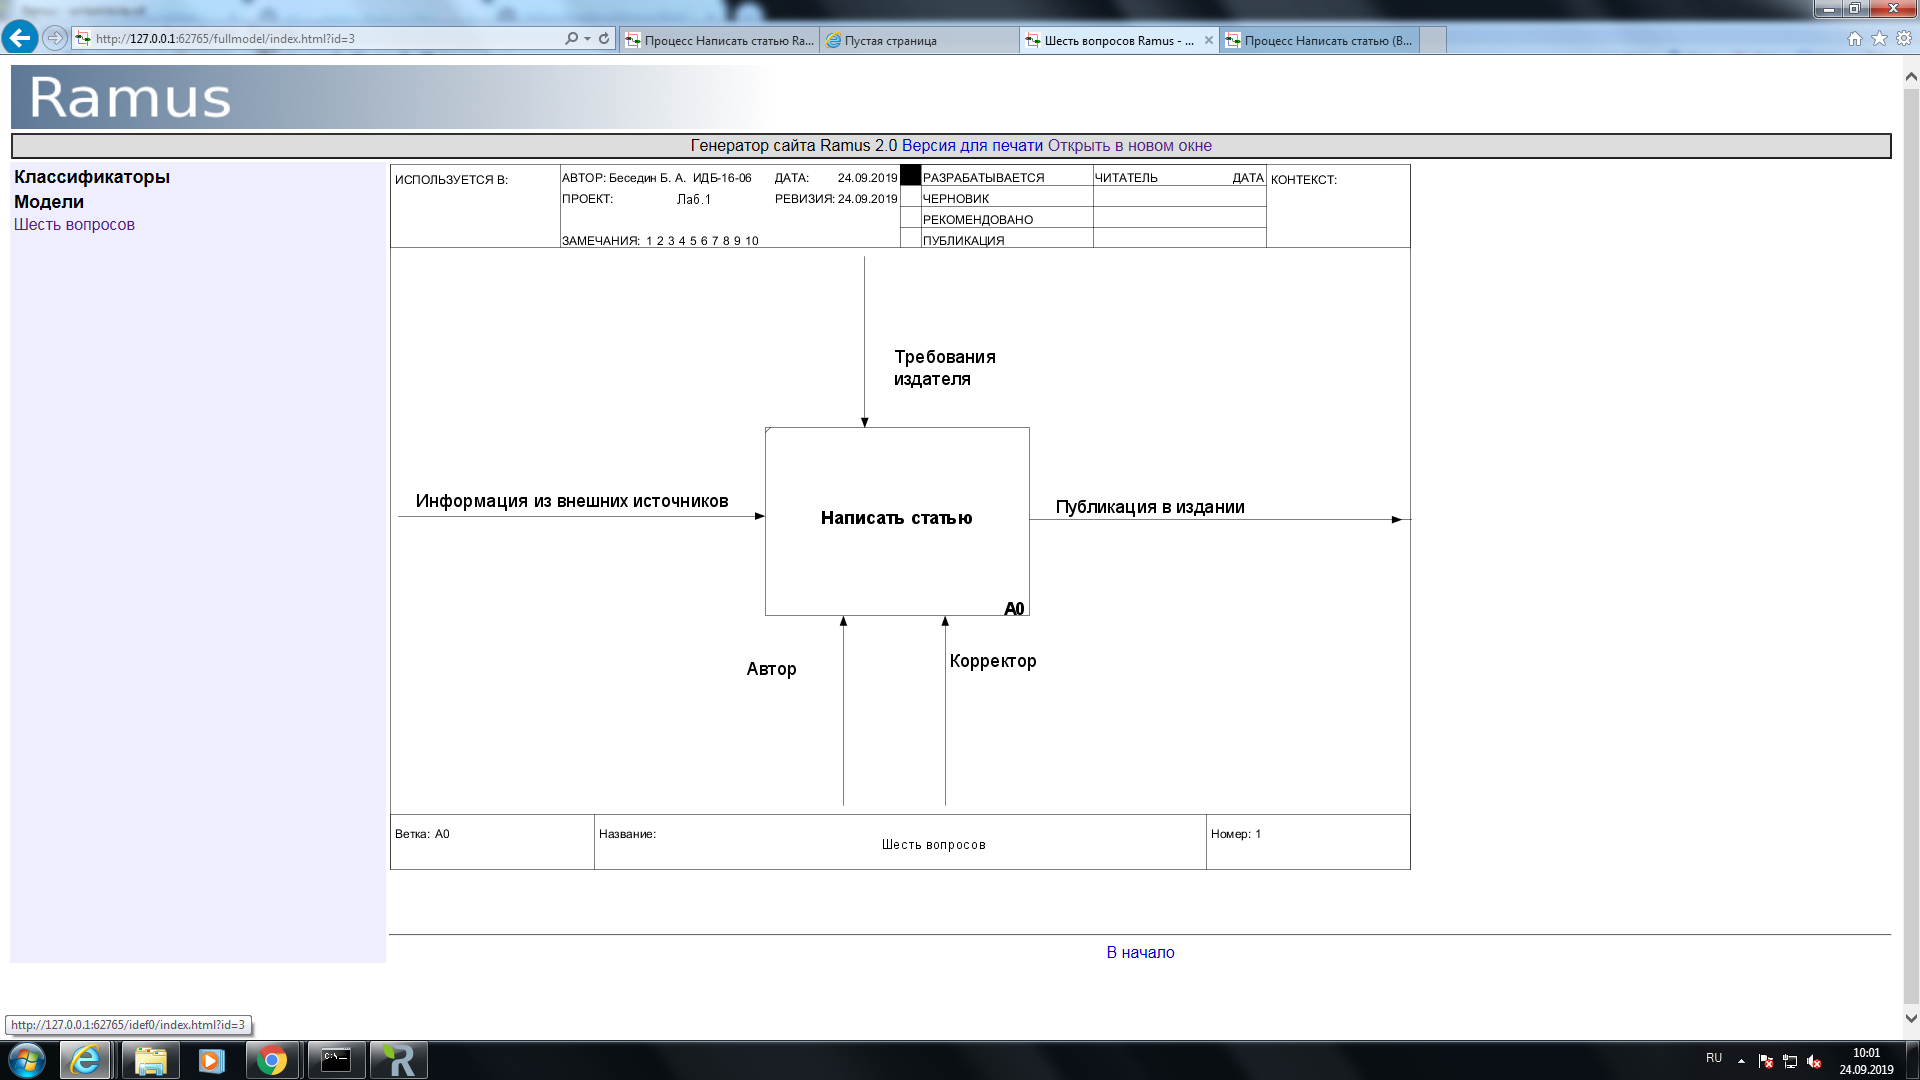 http://127.0.0.1:62765/fullmodel/index.html?id=3
Процесс Написать статью Ra...
Пустая страница
Шесть вопросов Ramus - ...
Процесс Написать статью (В...
Ramus
Генератор сайта Ramus 2.0 Версия для печати Открыть в новом окне
Классификаторы
Модели
Шесть вопросов
ИСПОЛЬЗУЕТСЯ В:
АВТОР: Беседин Б. А. ИДБ-16-06
ДАТА: 24.09.2019
ПРОЕКТ: Лаб.1
РЕВИЗИЯ: 24.09.2019
ЗАМЕЧАНИЯ: 1 2 3 4 5 6 7 8 9 10
РАЗРАБАТЫВАЕТСЯ
ЧЕРНОВИК
РЕКОМЕНДОВАНО
ПУБЛИКАЦИЯ
ЧИТАТЕЛЬ
ДАТА
КОНТЕКСТ:
Требования
издателя
Информация из внешних источников
Написать статью
A0
Публикация в издании
Автор
Корректор
Ветка: A0
Название:
Шесть вопросов
Номер: 1
В начало
http://127.0.0.1:62765/idef0/index.html?id=3
RU
10:01
24.09.2019